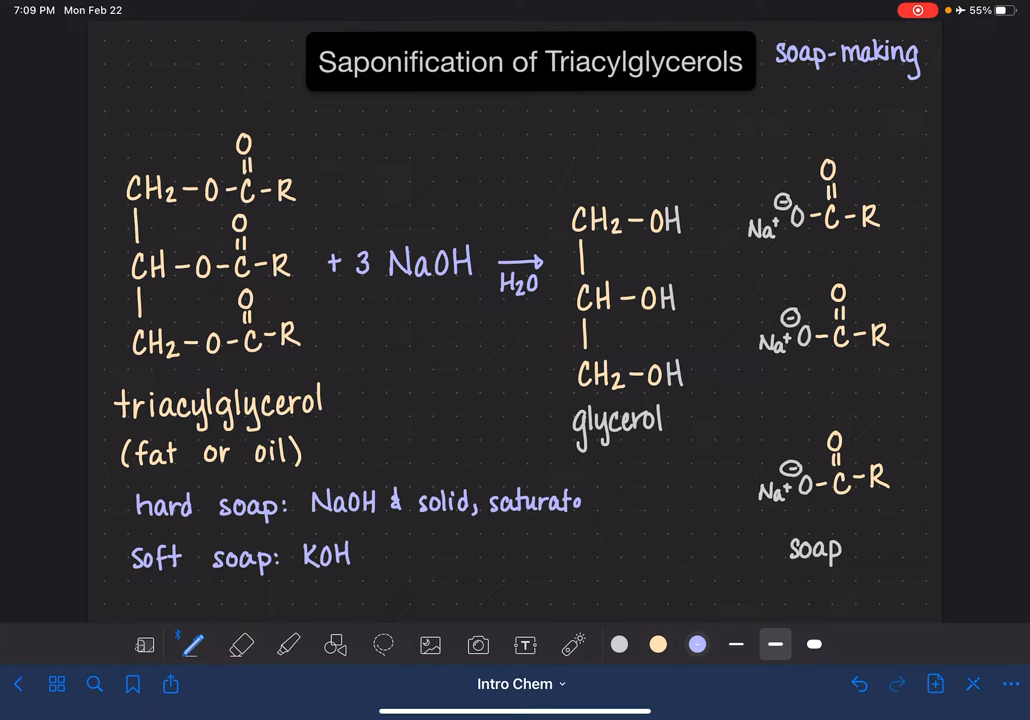 7:09 PM Mon Feb 22
55%
Saponification of Triacylglycerols
soap-making
O
CH₂ - O - C - R
O
CH - O - C - R
O
CH₂ - O - C - R
+ 3 NaOH
H₂O
CH₂ - OH
CH - OH
CH₂ - OH
glycerol
O
Na⁺ ⊖O - C - R
O
Na⁺ ⊖O - C - R
O
Na⁺ ⊖O - C - R
soap
triacylglycerol
(fat or oil)
hard soap: NaOH & solid, saturate
soft soap: KOH
T
Intro Chem